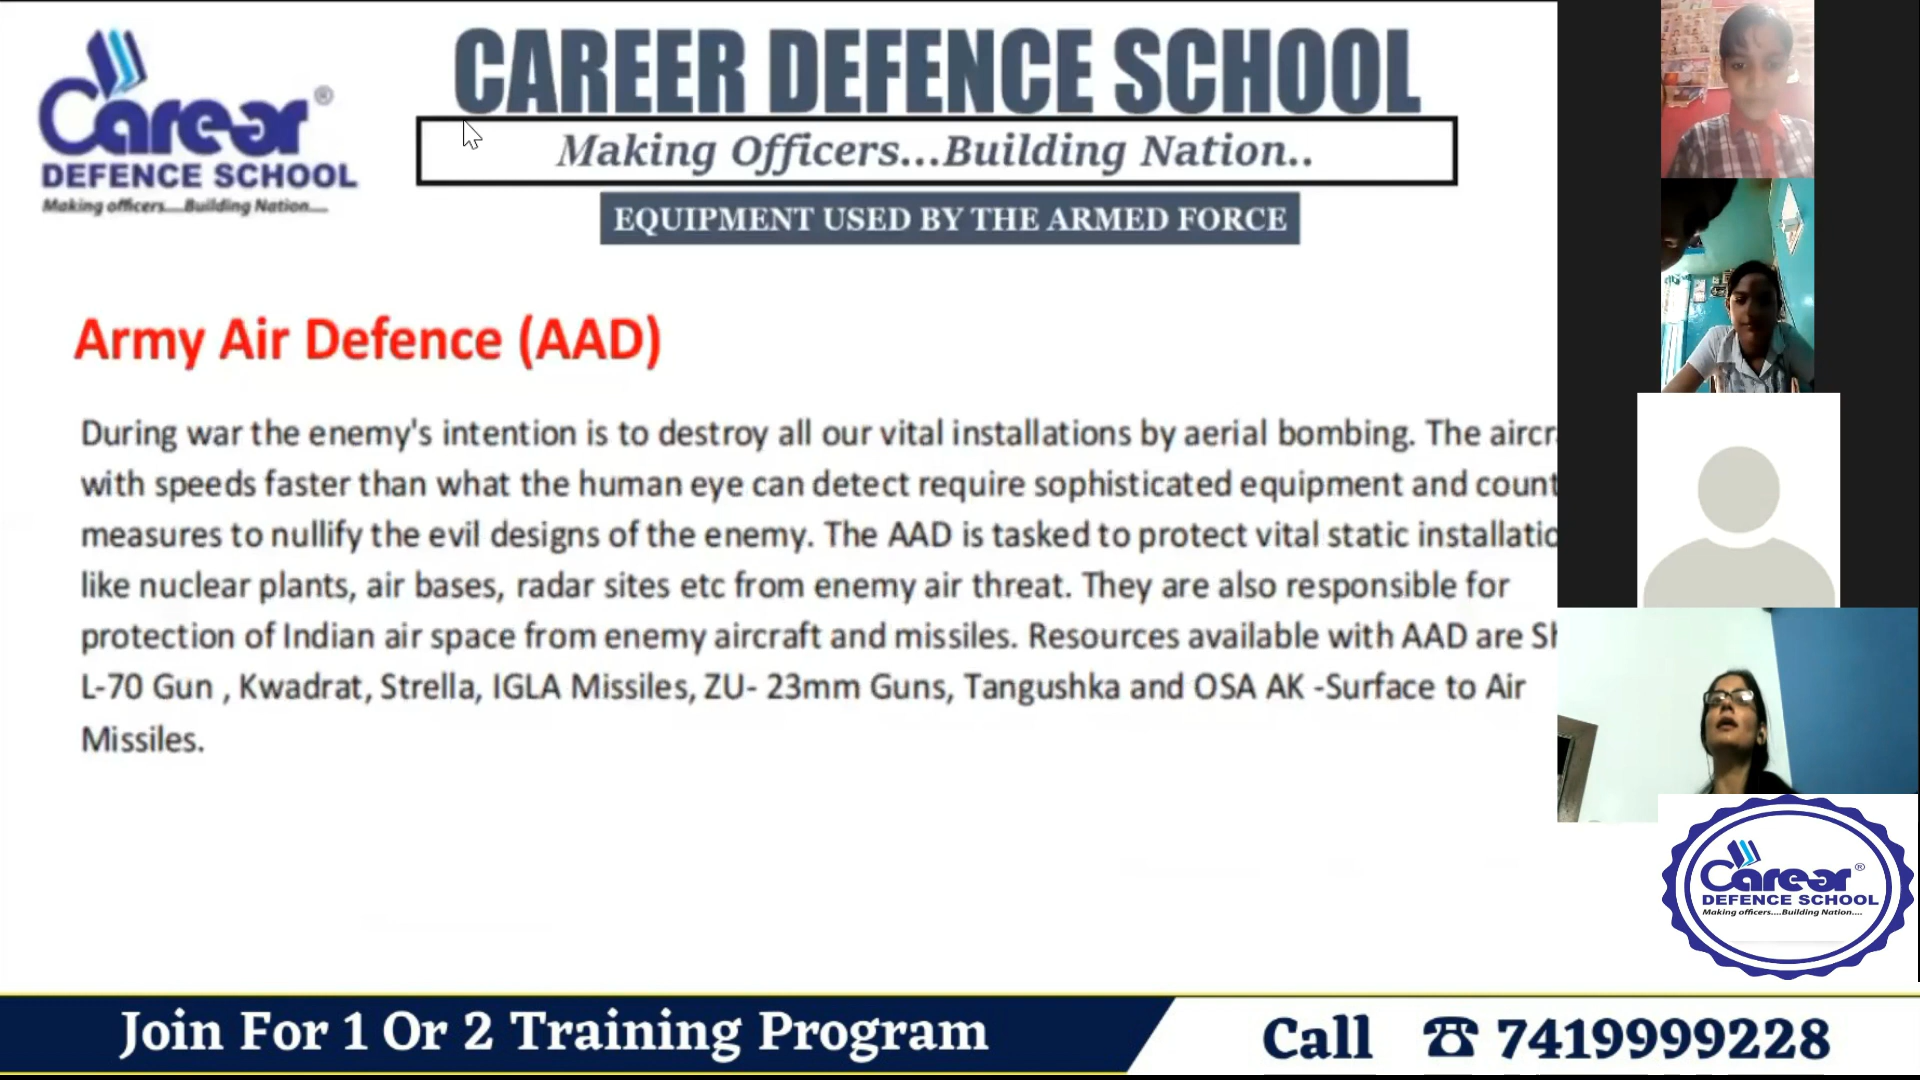 Carear®
DEFENCE SCHOOL
Making officers....Building Nation....
CAREER DEFENCE SCHOOL
Making Officers...Building Nation..
EQUIPMENT USED BY THE ARMED FORCE
Army Air Defence (AAD)
During war the enemy's intention is to destroy all our vital installations by aerial bombing. The
with speeds faster than what the human eye can detect require sophisticated equipment and count
measures to nullify the evil designs of the enemy. The AAD is tasked to protect vital static
like nuclear plants, air bases, radar sites etc from enemy air threat. They are also responsible for
protection of Indian air space from enemy aircraft and missiles. Resources available with AAD are
L-70 Gun , Kwadrat, Strella, IGLA Missiles, ZU- 23mm Guns, Tangushka and OSA AK -Surface to Air
Missiles.
Carear®
DEFENCE SCHOOL
Making officers....Building Nation....
Join For 1 Or 2 Training Program
Call ☎ 7419999228